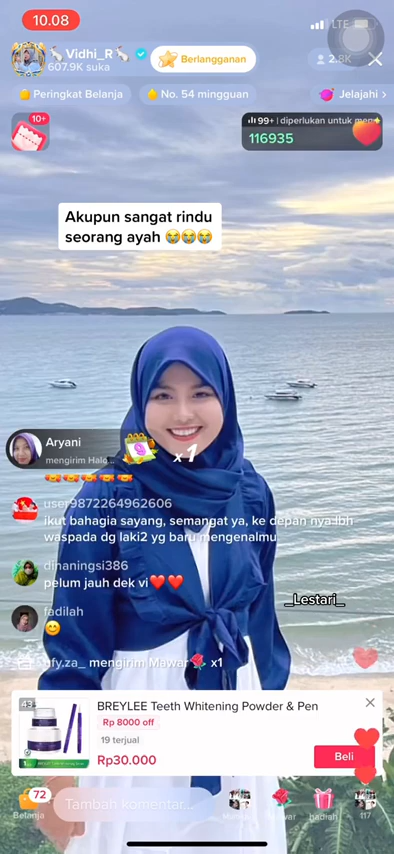 10.08
LTE
Vidhi_R
607.9K suka
Berlangganan
2.8K
Peringkat Belanja
No. 54 mingguan
Jelajahi
10+
99+ | diperlukan untuk
116935
Akupun sangat rindu
seorang ayah 😭😭😭
Aryani
mengirim Halo...
x1
user9872264962606
ikut bahagia sayang, semangat ya, ke depan nya lbh
waspada dg laki2 yg baru mengenalmu
dinaningsi386
pelum jauh dek vi❤️❤️
fadilah
😊
_Lestari_
ufy.za_ mengirim Mawar🌹 x1
43
BREYLEE Teeth Whitening Powder & Pen
Rp 8000 off
19 terjual
Rp30.000
Beli
72
Belanja
Tambah komentar...
hadiah
117